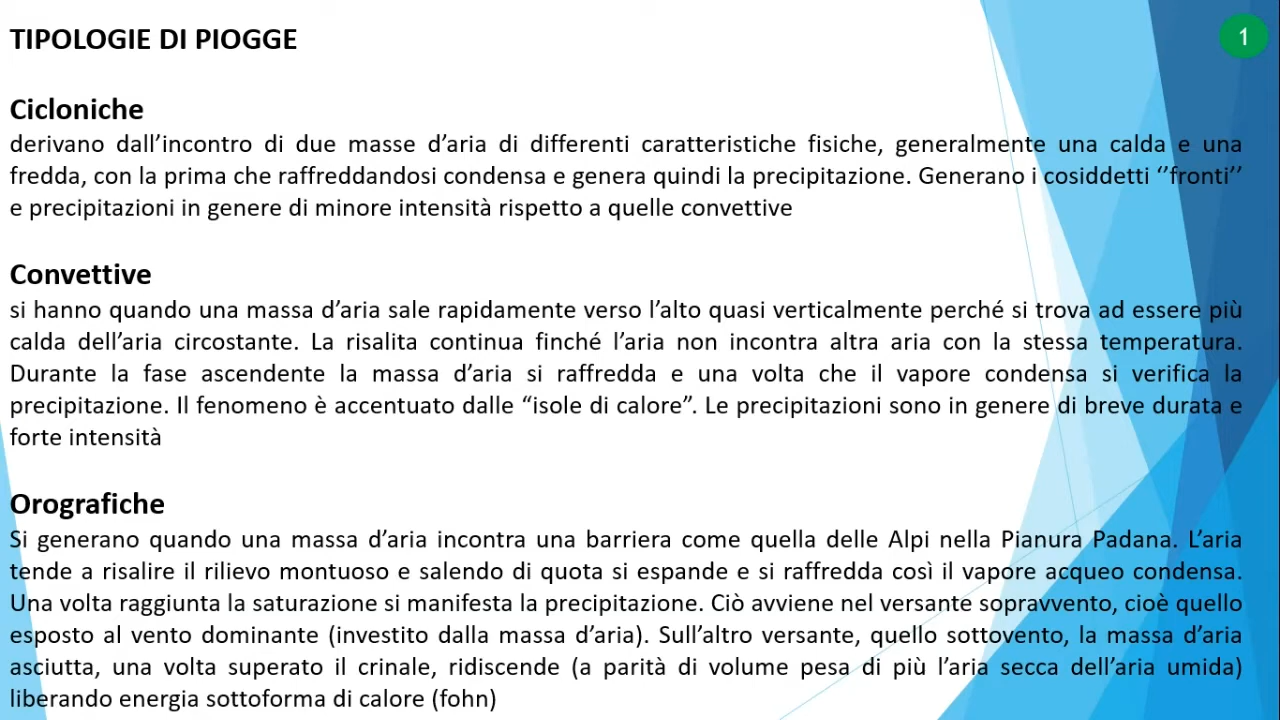 TIPOLOGIE DI PIOGGE
1
Cicloniche
derivano dall’incontro di due masse d’aria di differenti caratteristiche fisiche, generalmente una calda e una
fredda, con la prima che raffreddandosi condensa e genera quindi la precipitazione. Generano i cosiddetti ‘’fronti’’
e precipitazioni in genere di minore intensità rispetto a quelle convettive
Convettive
si hanno quando una massa d’aria sale rapidamente verso l’alto quasi verticalmente perché si trova ad essere più
calda dell’aria circostante. La risalita continua finché l’aria non incontra altra aria con la stessa temperatura.
Durante la fase ascendente la massa d’aria si raffredda e una volta che il vapore condensa si verifica la
precipitazione. Il fenomeno è accentuato dalle “isole di calore”. Le precipitazioni sono in genere di breve durata e
forte intensità
Orografiche
Si generano quando una massa d’aria incontra una barriera come quella delle Alpi nella Pianura Padana. L’aria
tende a risalire il rilievo montuoso e salendo di quota si espande e si raffredda così il vapore acqueo condensa.
Una volta raggiunta la saturazione si manifesta la precipitazione. Ciò avviene nel versante sopravvento, cioè quello
esposto al vento dominante (investito dalla massa d’aria). Sull’altro versante, quello sottovento, la massa d’aria
asciutta, una volta superato il crinale, ridiscende (a parità di volume pesa di più l’aria secca dell’aria umida)
liberando energia sottoforma di calore (fohn)